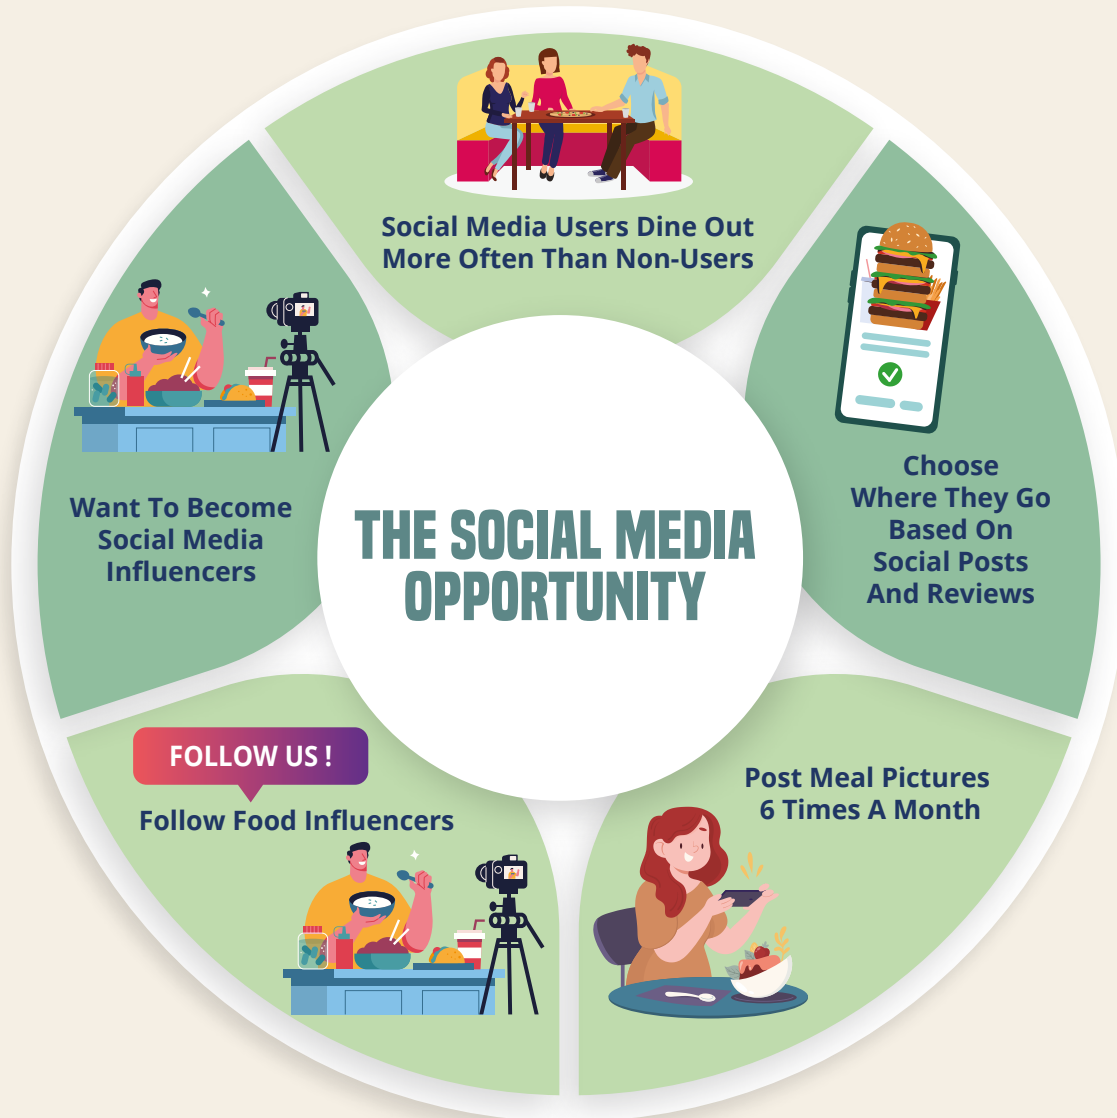 Social Media Users Dine Out
More Often Than Non-Users
Choose
Where They Go
Based On
Social Posts
And Reviews
Want To Become
Social Media
Influencers
THE SOCIAL MEDIA
OPPORTUNITY
FOLLOW US !
Follow Food Influencers
Post Meal Pictures
6 Times A Month